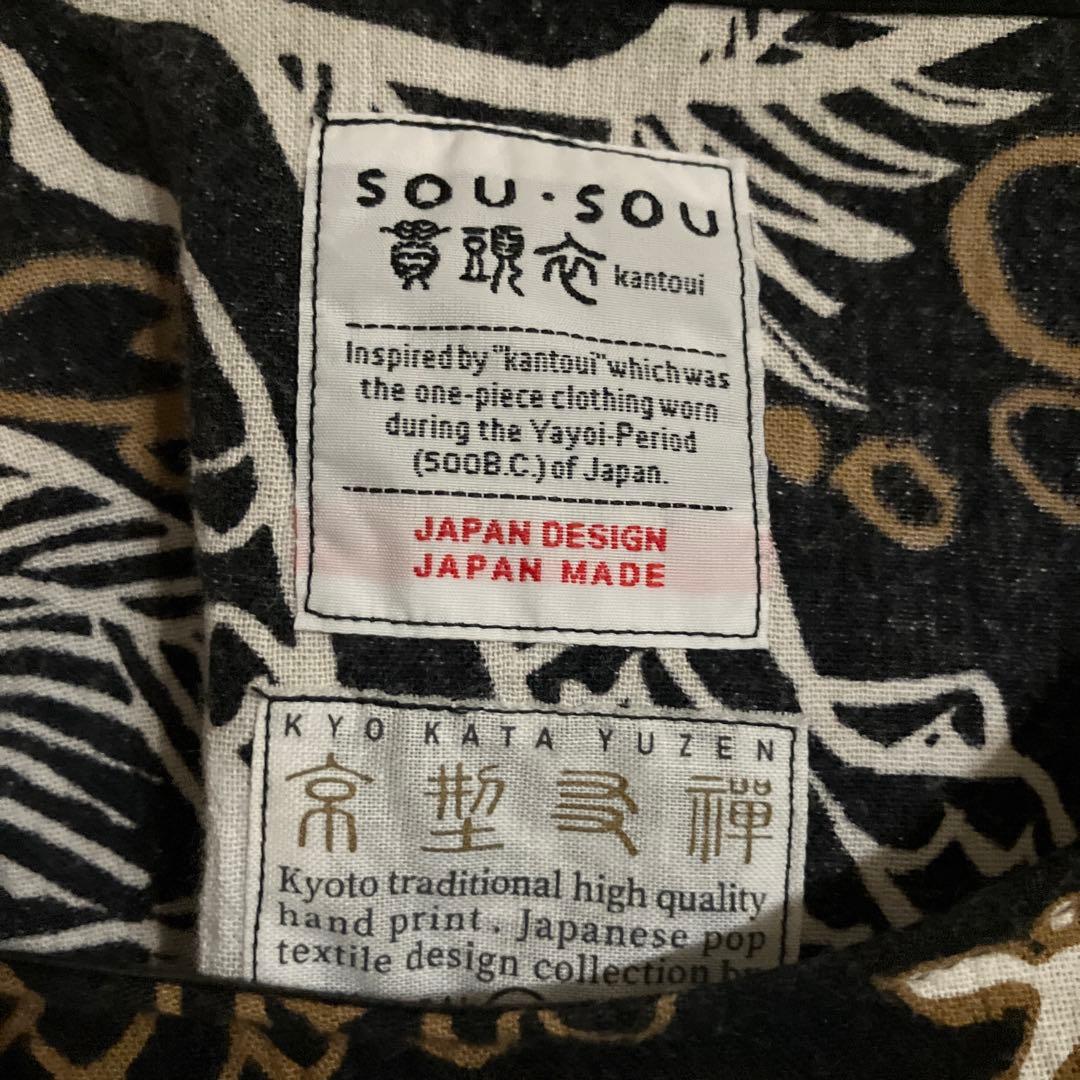 SOU·SOU
貫頭衣 kantoui
Inspired by "kantoui" which was
the one-piece clothing worn
during the Yayoi-Period
(500B.C.) of Japan.
JAPAN DESIGN
JAPAN MADE
KYO KATA YUZEN
京型友禅
Kyoto traditional high quality
hand print. Japanese pop
textile design collection